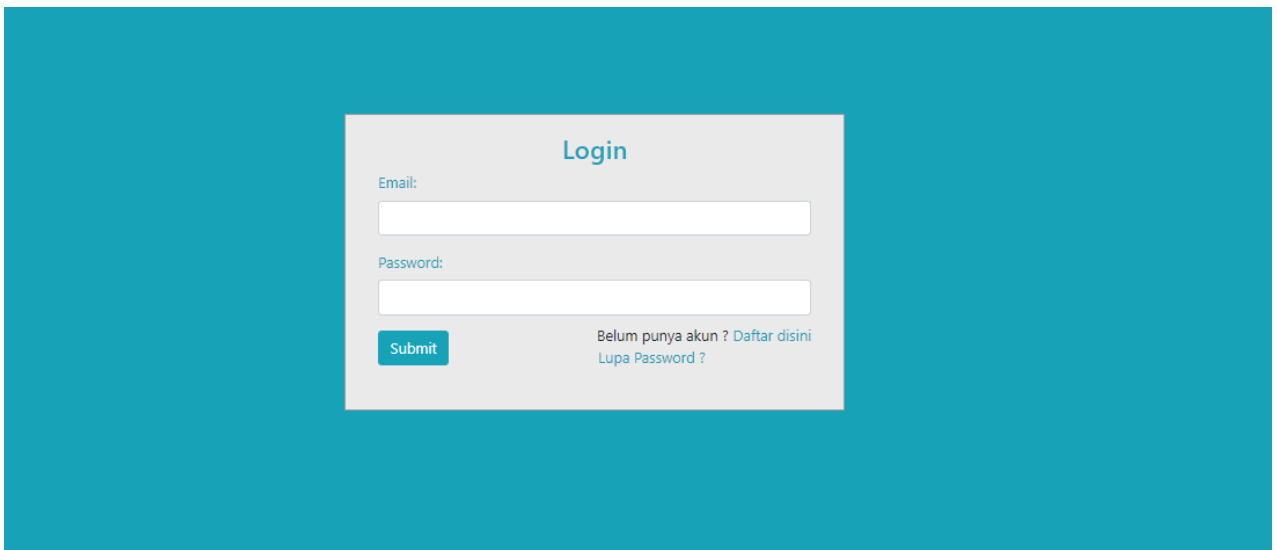 Login
Email:
Password:
Submit
Belum punya akun ? Daftar disini
Lupa Password ?